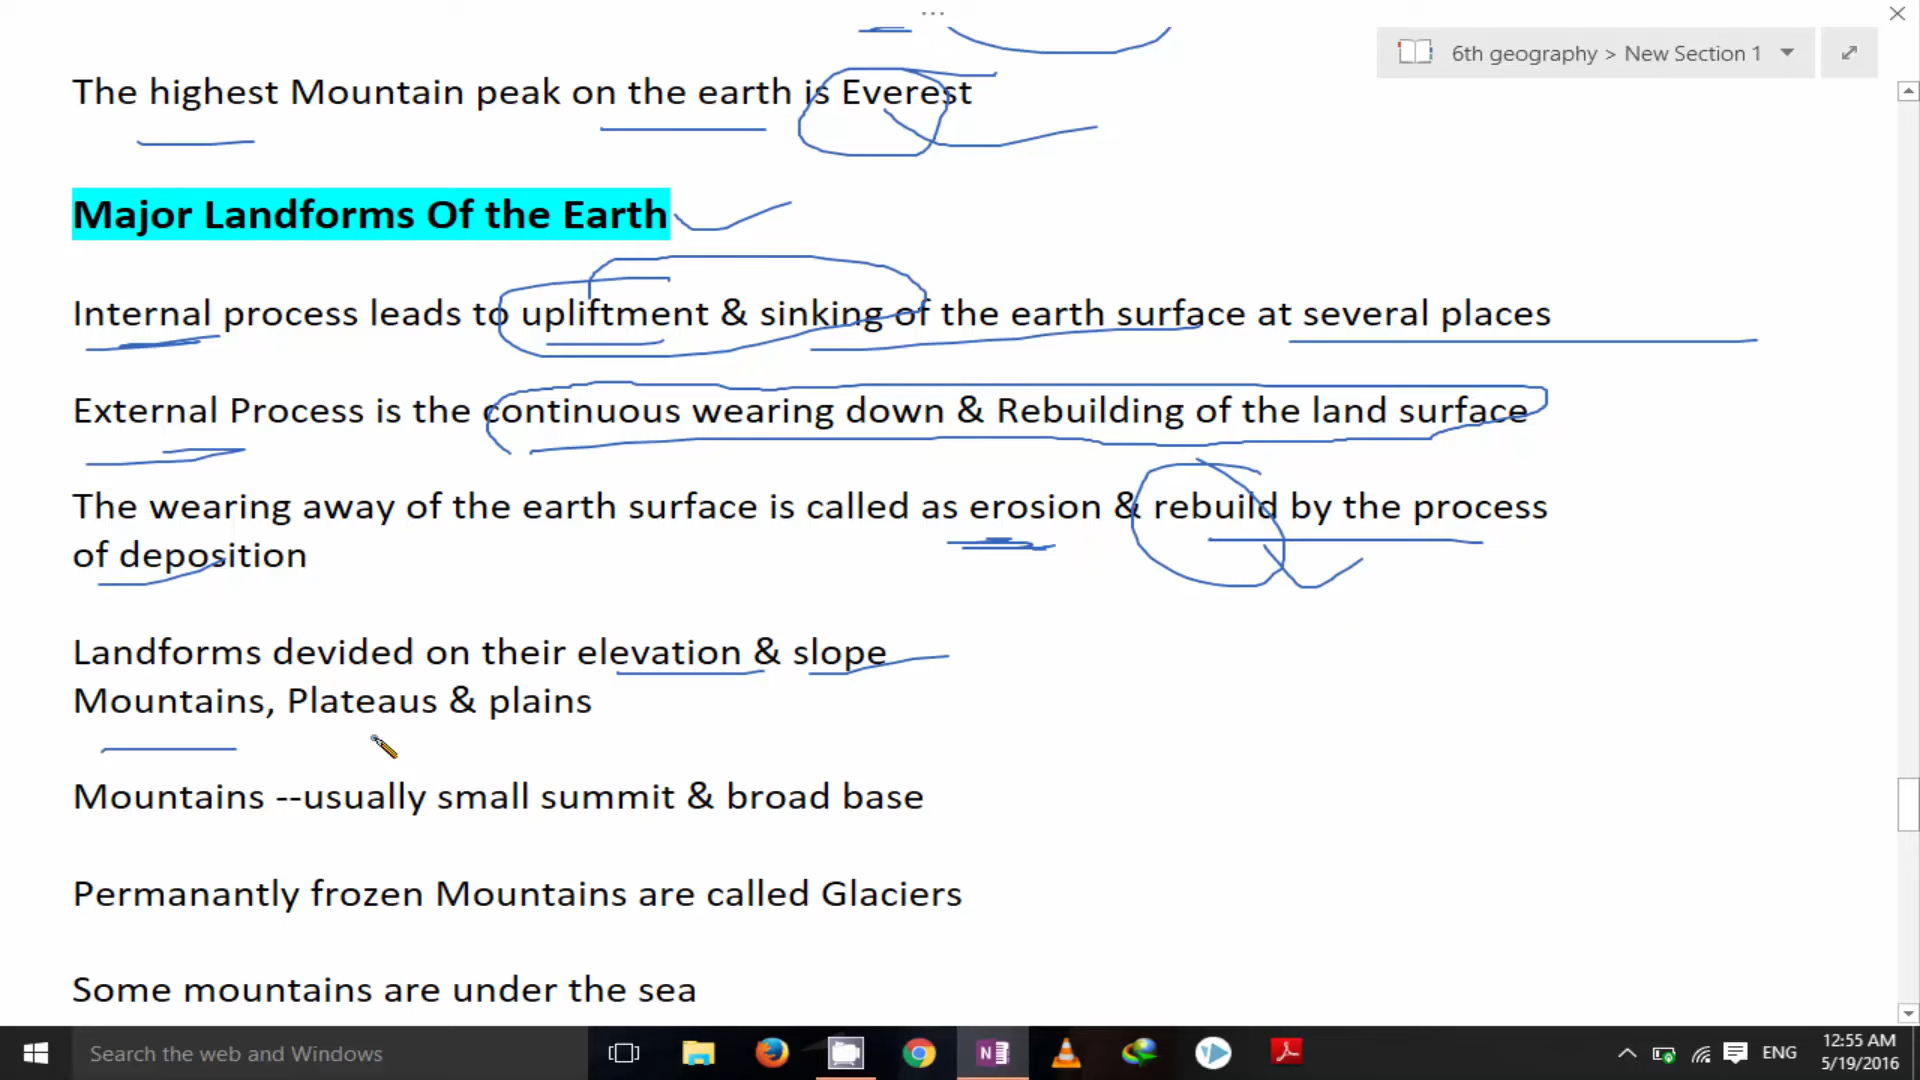 6th geography > New Section 1
The highest Mountain peak on the earth is Everest
Major Landforms Of the Earth
Internal process leads to upliftment & sinking of the earth surface at several places
External Process is the continuous wearing down & Rebuilding of the land surface
The wearing away of the earth surface is called as erosion & rebuild by the process
of deposition
Landforms devided on their elevation & slope
Mountains, Plateaus & plains
Mountains --usually small summit & broad base
Permanantly frozen Mountains are called Glaciers
Some mountains are under the sea
Search the web and Windows
N
ENG
12:55 AM
5/19/2016